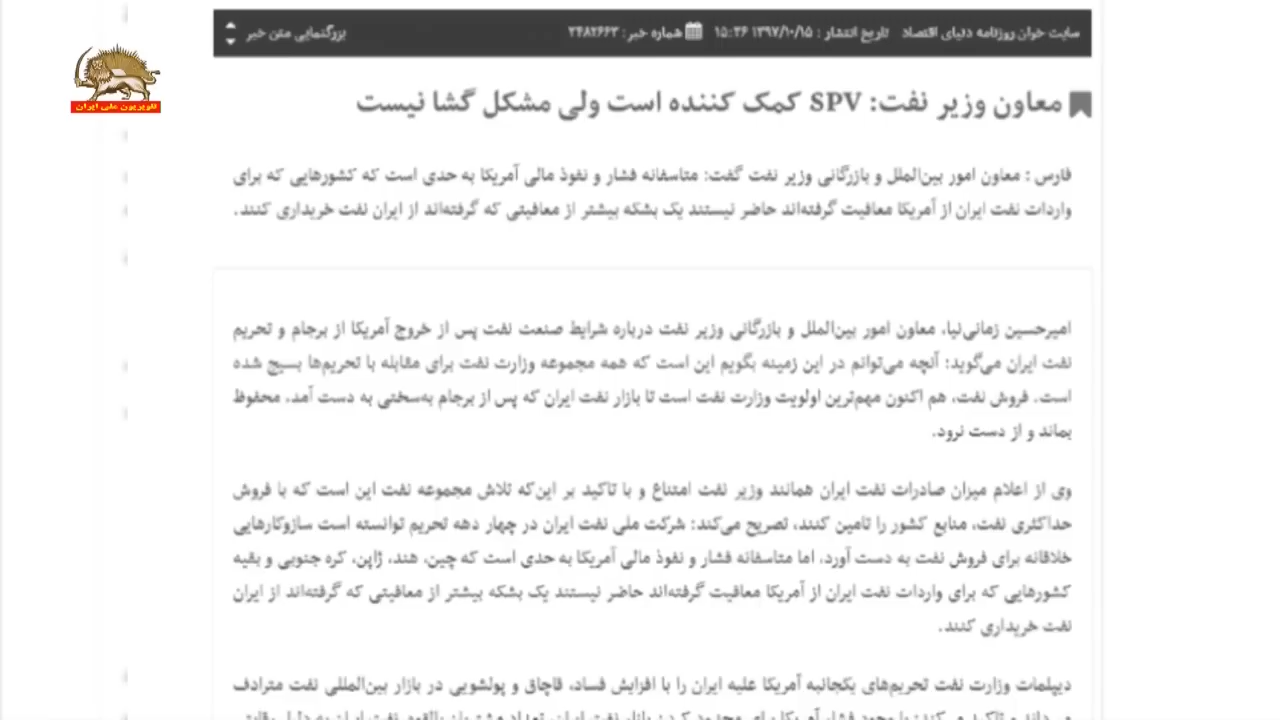 سایت خوان روزنامه دنیای اقتصاد تاریخ انتشار : ۱۳۹۷/۱۰/۱۵ ۱۵:۳۶ شماره خبر : ۳۴۸۲۶۶۳ بزرگنمایی متن خبر
تلویزیون ملی ایران
معاون وزیر نفت: SPV کمک کننده است ولی مشکل گشا نیست
فارس : معاون امور بین‌الملل و بازرگانی وزیر نفت گفت: متاسفانه فشار و نفوذ مالی آمریکا به حدی است که کشورهایی که برای
واردات نفت ایران از آمریکا معافیت گرفته‌اند حاضر نیستند یک بشکه بیشتر از معافیتی که گرفته‌اند از ایران نفت خریداری کنند.
امیرحسین زمانی‌نیا، معاون امور بین‌الملل و بازرگانی وزیر نفت درباره شرایط صنعت نفت پس از خروج آمریکا از برجام و تحریم
نفت ایران می‌گوید: آنچه می‌توانم در این زمینه بگویم این است که همه مجموعه وزارت نفت برای مقابله با تحریم‌ها بسیج شده
است. فروش نفت، هم اکنون مهم‌ترین اولویت وزارت نفت است تا بازار نفت ایران که پس از برجام به‌سختی به دست آمد، محفوظ
بماند و از دست نرود.
وی از اعلام میزان صادرات نفت ایران همانند وزیر نفت امتناع و با تاکید بر این‌که تلاش مجموعه نفت این است که با فروش
حداکثری نفت، منابع کشور را تامین کنند، تصریح می‌کند: شرکت ملی نفت ایران در چهار دهه تحریم توانسته است سازوکارهایی
خلاقانه برای فروش نفت به دست آورد، اما متاسفانه فشار و نفوذ مالی آمریکا به حدی است که چین، هند، ژاپن، کره جنوبی و بقیه
کشورهایی که برای واردات نفت ایران از آمریکا معافیت گرفته‌اند حاضر نیستند یک بشکه بیشتر از معافیتی که گرفته‌اند از ایران
نفت خریداری کنند.
دیپلمات وزارت نفت تحریم‌های یکجانبه آمریکا علیه ایران را با افزایش فساد، قاچاق و پولشویی در بازار بین‌المللی نفت مترادف